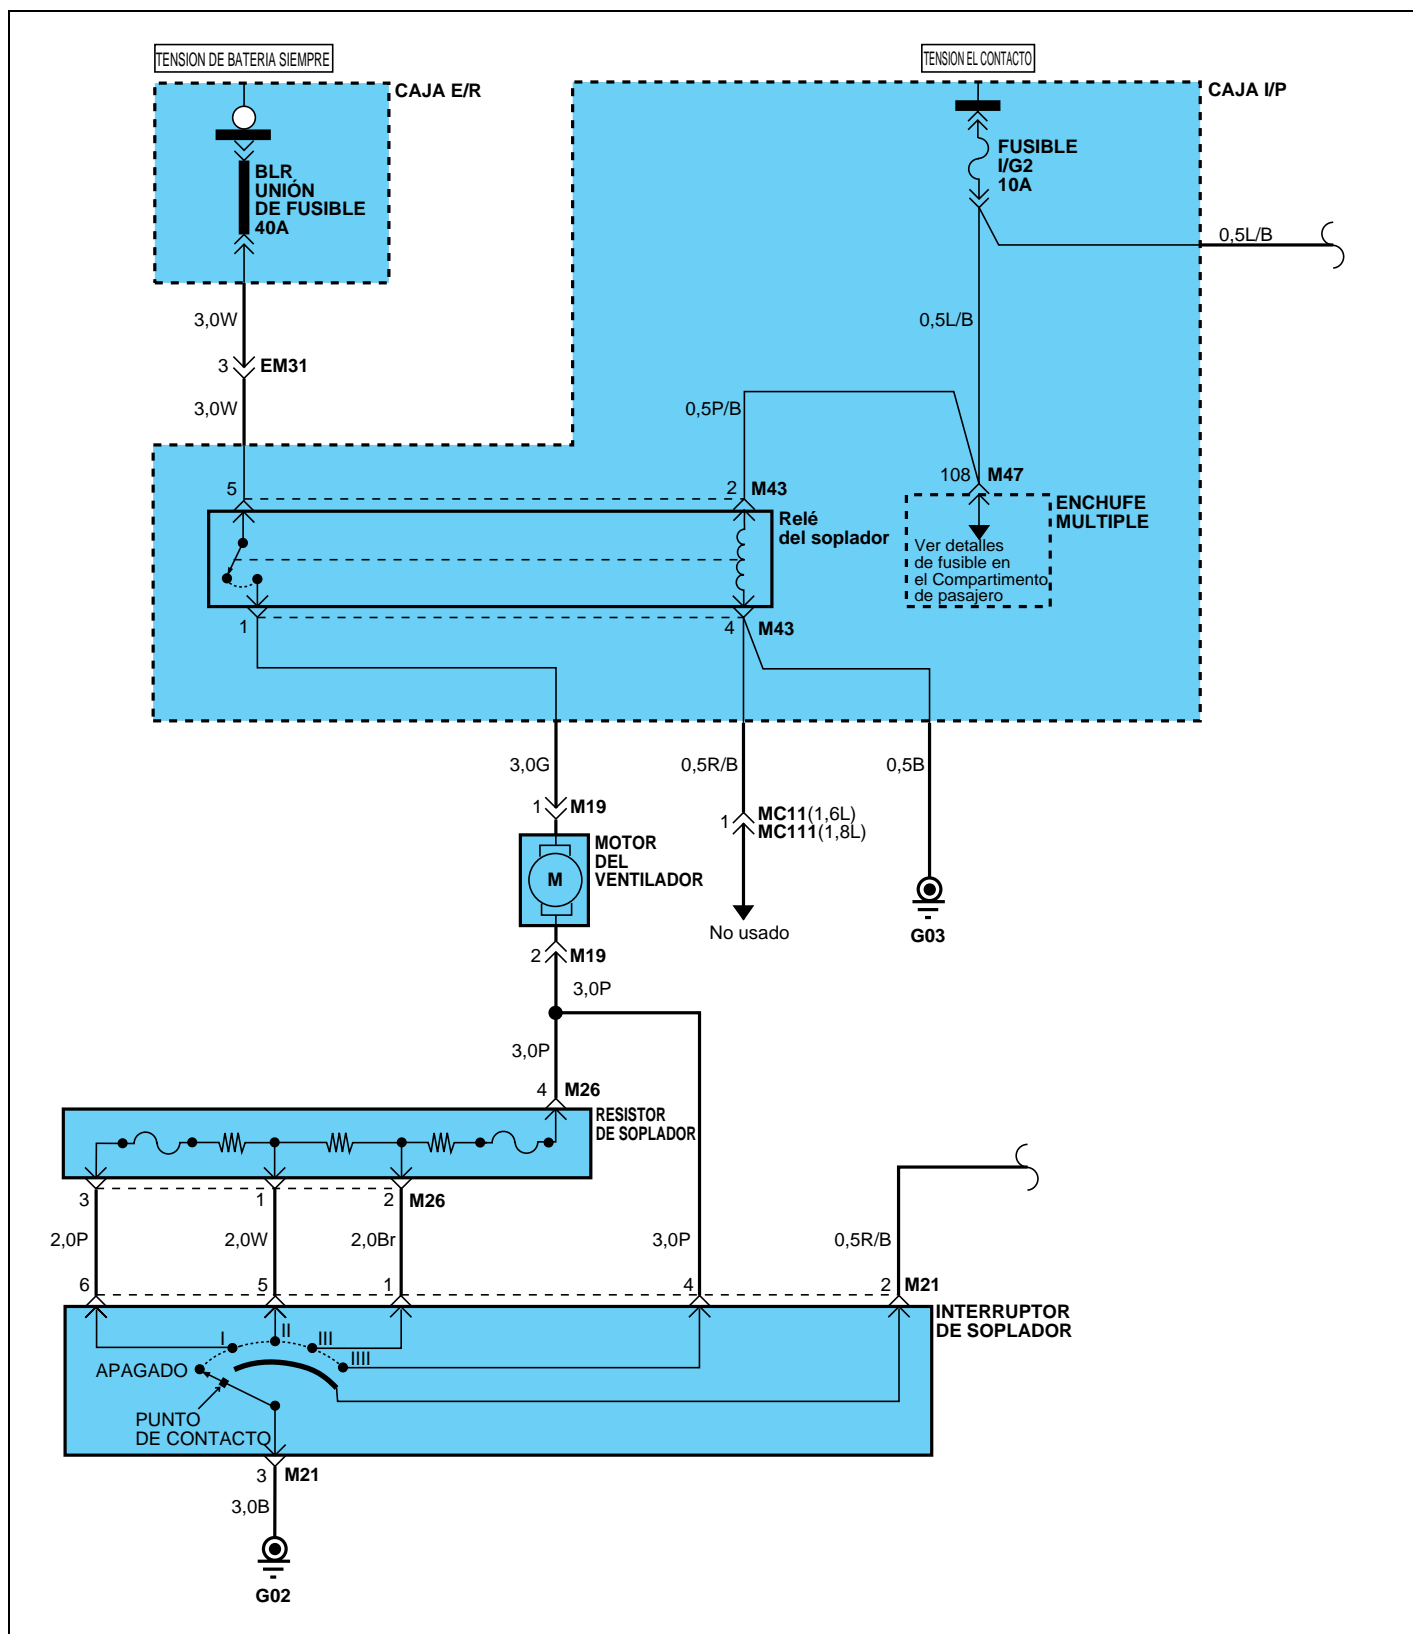 TENSION DE BATERIA SIEMPRE
TENSION EL CONTACTO
CAJA E/R
CAJA I/P
BLR
UNIÓN
DE FUSIBLE
40A
FUSIBLE
I/G2
10A
0,5L/B
3,0W
0,5L/B
3 EM31
3,0W
0,5P/B
5
2 M43
108 M47
ENCHUFE
MULTIPLE
Relé
del soplador
Ver detalles
de fusible en
el Compartimento
de pasajero
1
4 M43
3,0G
0,5R/B
0,5B
1 M19
1
MC11(1,6L)
MC111(1,8L)
MOTOR
DEL
VENTILADOR
M
No usado
G03
2 M19
3,0P
3,0P
4 M26
RESISTOR
DE SOPLADOR
3
1
2 M26
2,0P
2,0W
2,0Br
3,0P
0,5R/B
6
5
1
4
2 M21
INTERRUPTOR
DE SOPLADOR
I
II
III
IIII
APAGADO
PUNTO
DE CONTACTO
3 M21
3,0B
G02